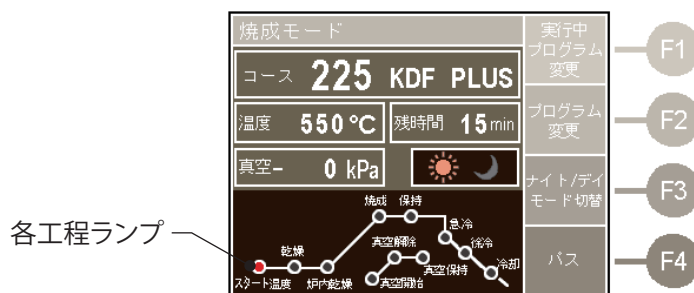 焼成モード
コース 225 KDF PLUS
温度 550℃ 残時間 15min
真空- 0 kPa
焼成 保持
急冷
乾燥 真空解除 徐冷
真空保持 冷却
スタート温度 炉内乾燥 真空開始
各工程ランプ
実行中
プログラム
変更
F1
プログラム
変更
F2
ナイト/デイ
モード切替
F3
パス
F4